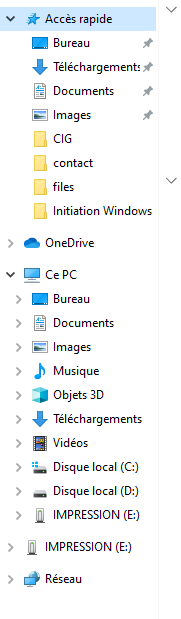 Accès rapide
Bureau
Téléchargements
Documents
Images
CIG
contact
files
Initiation Windows
OneDrive
Ce PC
Bureau
Documents
Images
Musique
Objets 3D
Téléchargements
Vidéos
Disque local (C:)
Disque local (D:)
IMPRESSION (E:)
IMPRESSION (E:)
Réseau